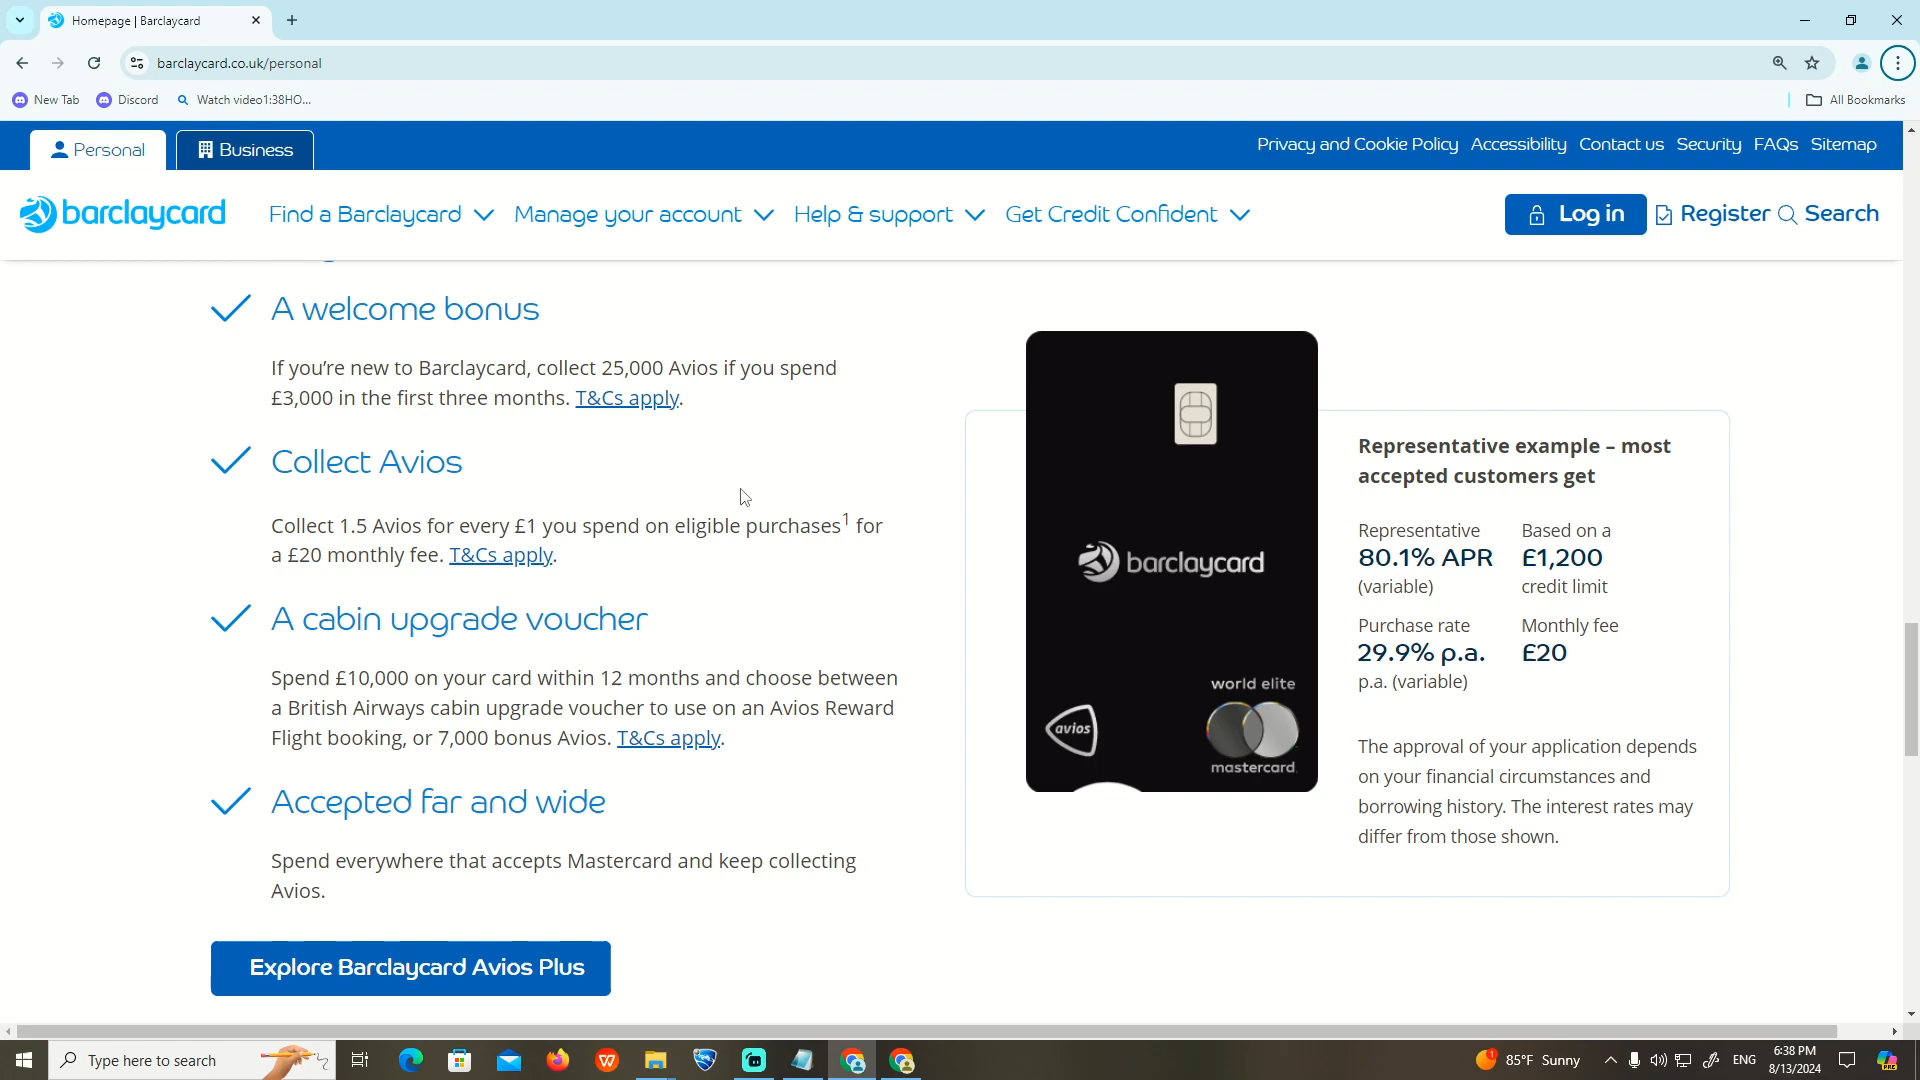 Homepage | Barclaycard
barclaycard.co.uk/personal
New Tab
Discord
Watch video1:38HO...
All Bookmarks
Personal
Business
Privacy and Cookie Policy
Accessibility
Contact us
Security
FAQs
Sitemap
barclaycard
Find a Barclaycard
Manage your account
Help & support
Get Credit Confident
Log in
Register
Search
A welcome bonus
If you’re new to Barclaycard, collect 25,000 Avios if you spend
£3,000 in the first three months. T&Cs apply.
Collect Avios
Collect 1.5 Avios for every £1 you spend on eligible purchases1 for
a £20 monthly fee. T&Cs apply.
A cabin upgrade voucher
Spend £10,000 on your card within 12 months and choose between
a British Airways cabin upgrade voucher to use on an Avios Reward
Flight booking, or 7,000 bonus Avios. T&Cs apply.
Accepted far and wide
Spend everywhere that accepts Mastercard and keep collecting
Avios.
Explore Barclaycard Avios Plus
barclaycard
world elite
avios
mastercard.
Representative example – most
accepted customers get
Representative
80.1% APR
(variable)
Based on a
£1,200
credit limit
Purchase rate
29.9% p.a.
p.a. (variable)
Monthly fee
£20
The approval of your application depends
on your financial circumstances and
borrowing history. The interest rates may
differ from those shown.
Type here to search
1
85°F Sunny
ENG
6:38 PM
8/13/2024
PRE